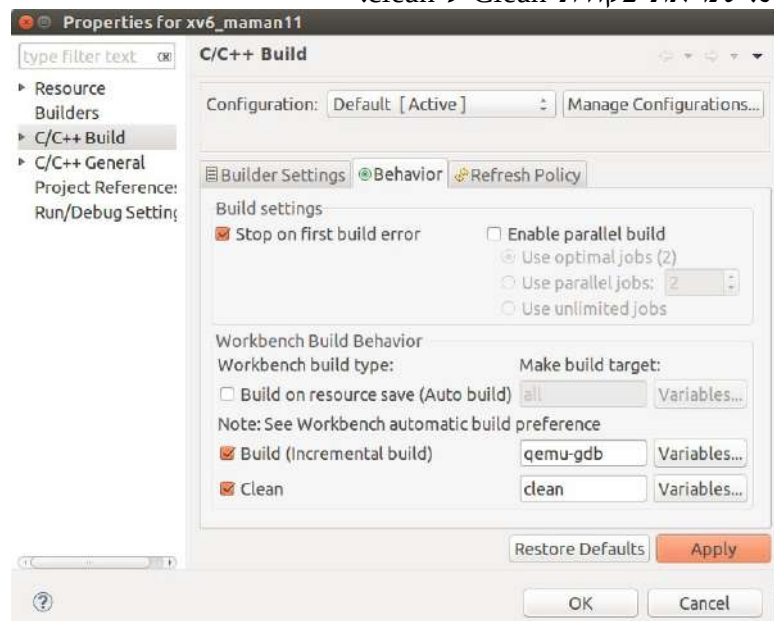 .clean ל Clean
Properties for xv6_maman11
type filter text
C/C++ Build
Resource
Builders
C/C++ Build
C/C++ General
Project References
Run/Debug Setting
Configuration: Default [Active] Manage Configurations...
Builder Settings Behavior Refresh Policy
Build settings
Stop on first build error Enable parallel build
Use optimal jobs (2)
Use parallel jobs: 2
Use unlimited jobs
Workbench Build Behavior
Workbench build type: Make build target:
Build on resource save (Auto build) all Variables...
Note: See Workbench automatic build preference
Build (Incremental build) qemu-gdb Variables...
Clean clean Variables...
Restore Defaults Apply
OK Cancel